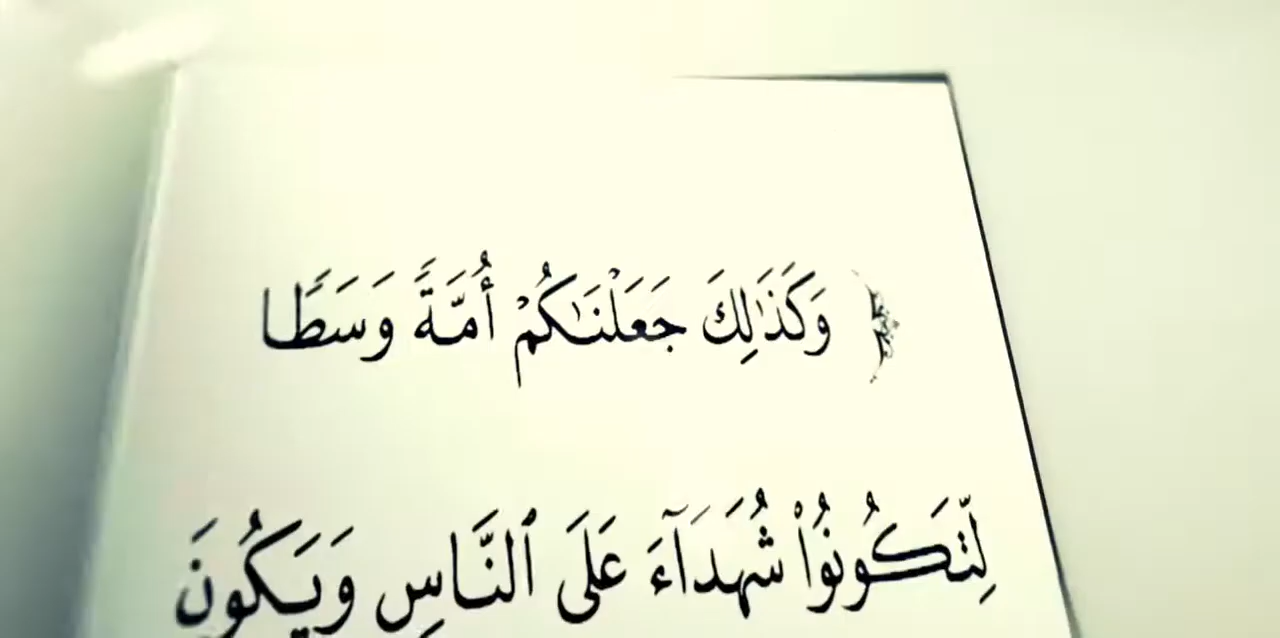 ﴿ وَكَذَٰلِكَ جَعَلْنَـٰكُمْ أُمَّةً وَسَطًا
لِّتَكُونُوا۟ شُهَدَآءَ عَلَى ٱلنَّاسِ وَيَكُونَ